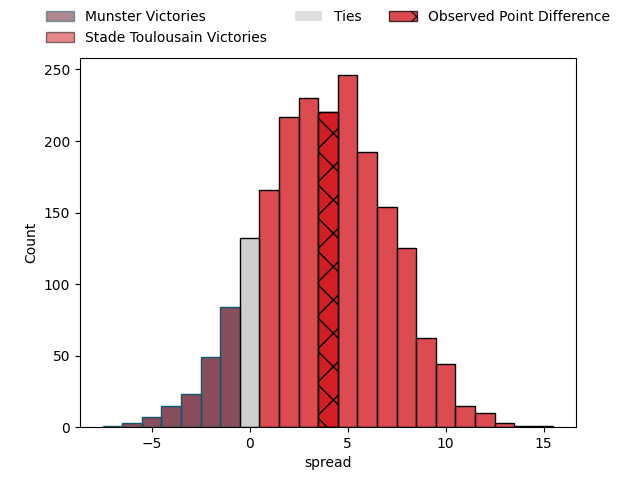 Munster Victories
Ties
Observed Point Difference
Stade Toulousain Victories
250
200
150
100
50
0
Count
−5
0
5
10
15
spread